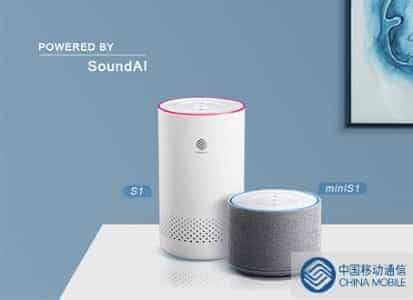 POWERED BY
SoundAI
S1
miniS1
中国移动通信
CHINA MOBILE